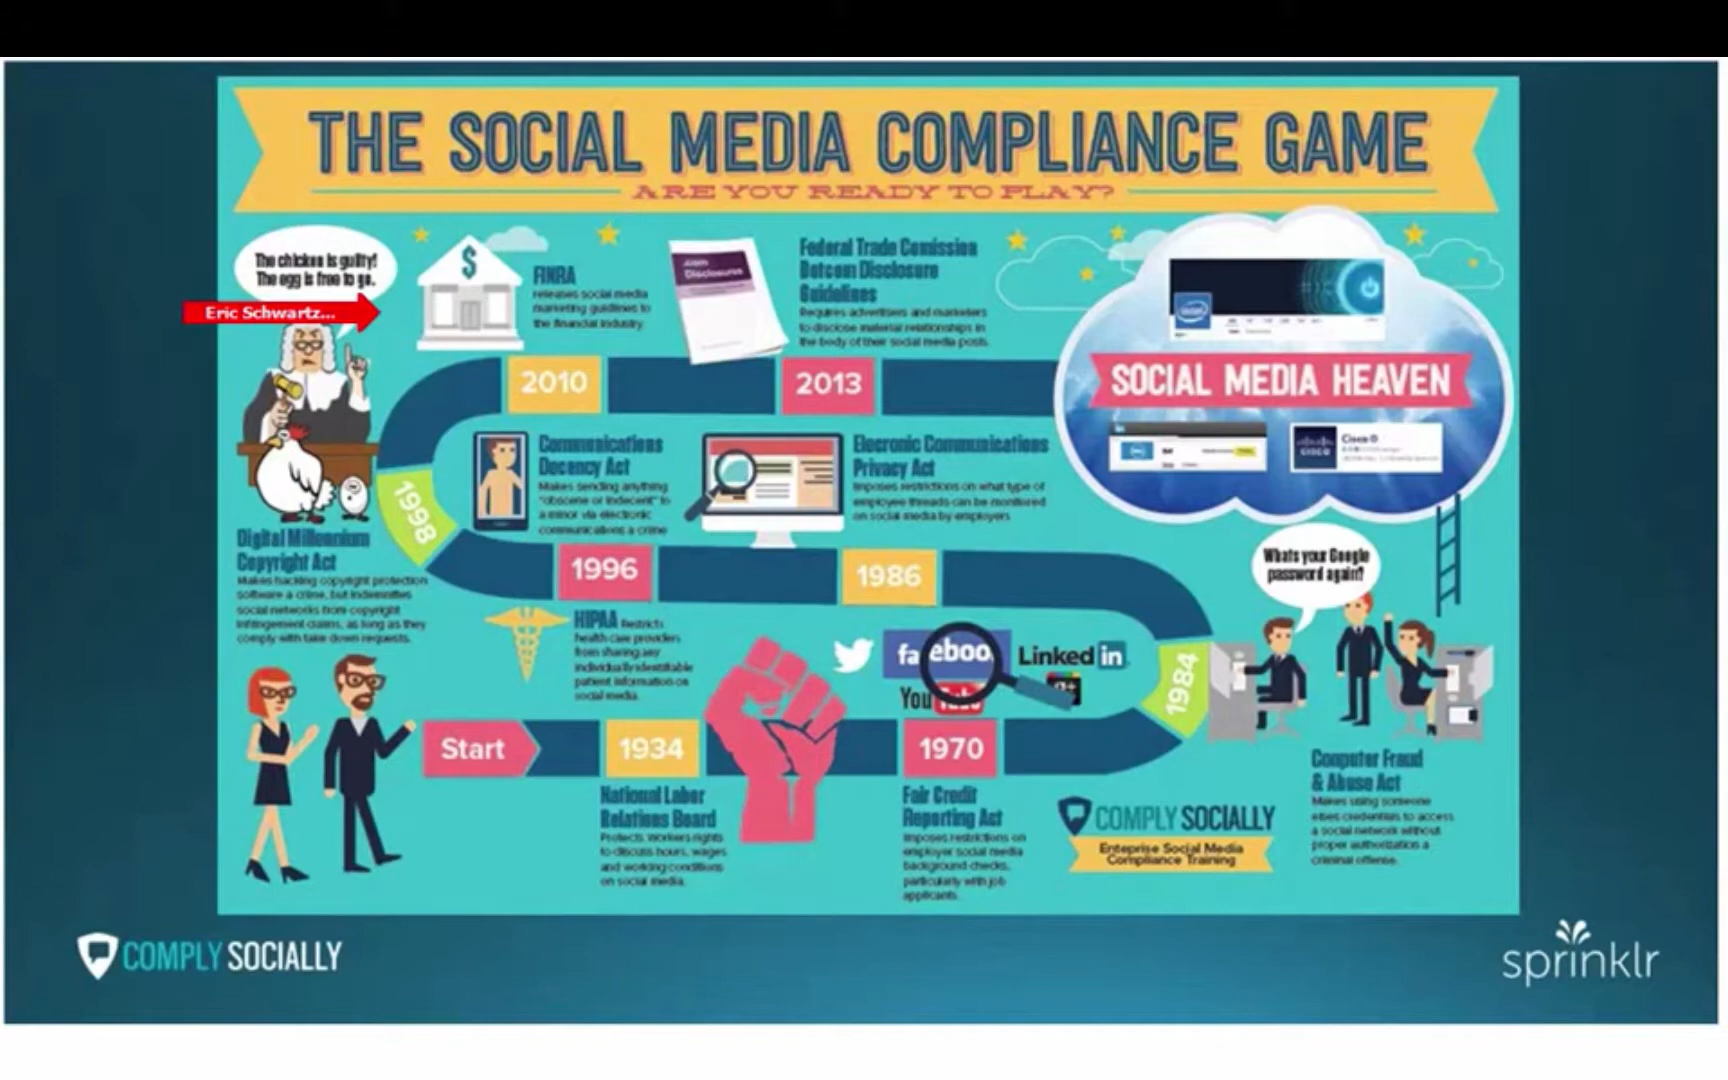 THE SOCIAL MEDIA COMPLIANCE GAME
ARE YOU READY TO PLAY?
The chicken is guilty!
The egg is free to go.
Eric Schwartz...
$
FINRA
releases social media
marketing guidlines to
the financial industry.
.com
Disclosures
Federal Trade Comission
Dotcom Disclosure
Guidelines
Requires advertisers and marketers
to disclose material relationships in
the body of their social media posts.
SOCIAL MEDIA HEAVEN
intel
Cisco
CISCO
2010
2013
1998
Digital Millennium
Copyright Act
Makes hacking copyright protection
software a crime, but indemnifies
social networks from copyright
infringement claims, as long as they
comply with take down requests.
Communications
Decency Act
Makes sending anything
"obscene or indecent" to
a minor via electronic
communications a crime
Elecronic Communications
Privacy Act
Imposes restrictions on what type of
employee threads can be monitored
on social media by employers
1996
1986
HIPAA Restricts
health care providers
from sharing any
individually identifiable
patient information on
social media.
facebook
Linked in
You Tube
g+
1984
Whats your Google
password again?
Computer Fraud
& Abuse Act
Makes using someone
elses credentials to access
a social network without
proper authorization a
criminal offense.
Start
1934
1970
National Labor
Relations Board
Protects Workers rights
to discuss hours, wages
and working conditions
on social media.
Fair Credit
Reporting Act
Imposes restrictions on
employer social media
background checks,
particularly with job
applicants.
COMPLY SOCIALLY
Enteprise Social Media
Compliance Training
COMPLY SOCIALLY
sprinklr